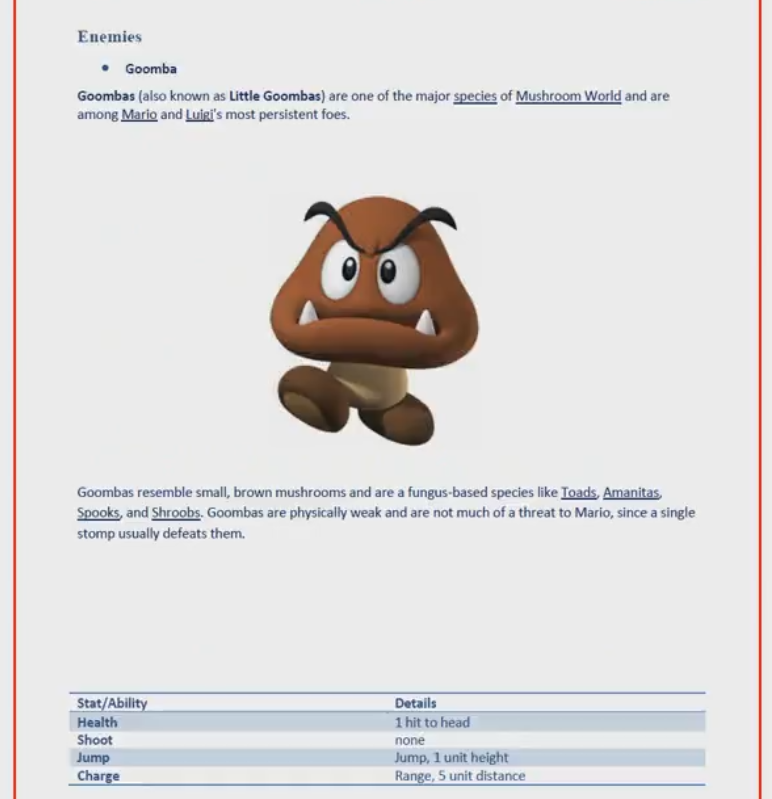 Enemies
• Goomba
Goombas (also known as Little Goombas) are one of the major species of Mushroom World and are
among Mario and Luigi's most persistent foes.
Goombas resemble small, brown mushrooms and are a fungus-based species like Toads, Amanitas,
Spooks, and Shroobs. Goombas are physically weak and are not much of a threat to Mario, since a single
stomp usually defeats them.
Stat/Ability Details
Health 1 hit to head
Shoot none
Jump Jump, 1 unit height
Charge Range, 5 unit distance